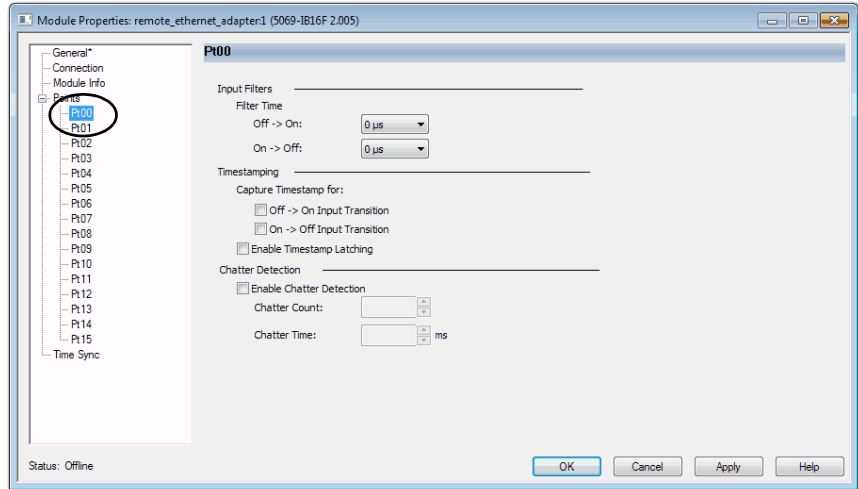 Module Properties: remote_ethernet_adapter:1 (5069-IB16F 2.005)
General*
Connection
Module Info
Points
Pt00
Pt01
Pt02
Pt03
Pt04
Pt05
Pt06
Pt07
Pt08
Pt09
Pt10
Pt11
Pt12
Pt13
Pt14
Pt15
Time Sync
Pt00
Input Filters
Filter Time
Off -> On: 0 µs
On -> Off: 0 µs
Timestamping
Capture Timestamp for:
Off -> On Input Transition
On -> Off Input Transition
Enable Timestamp Latching
Chatter Detection
Enable Chatter Detection
Chatter Count:
Chatter Time: ms
Status: Offline
OK Cancel Apply Help